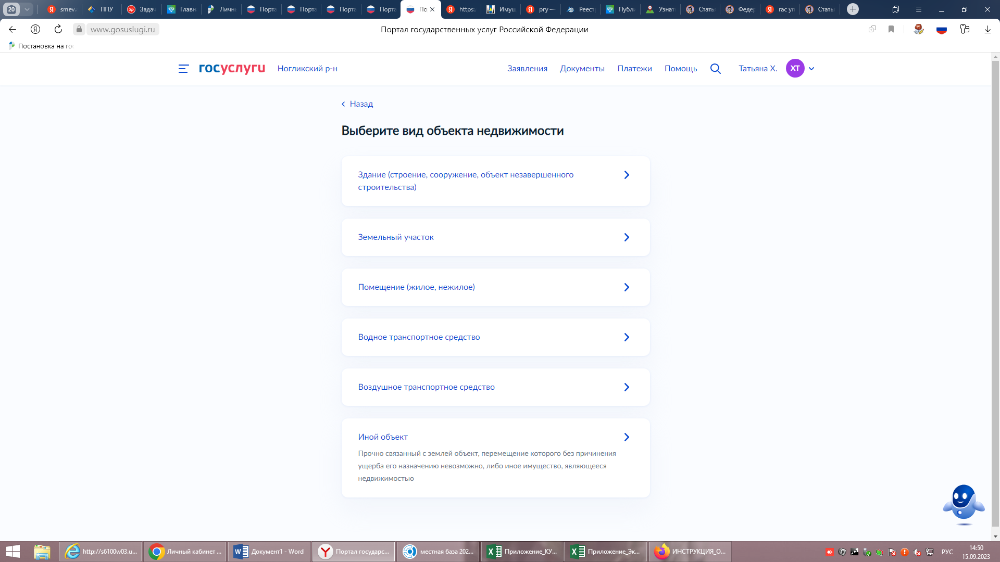 20
smev.
ППУ
Задач
Главн
Личн
Порта
Порта
Порта
Порта
По
https:
Имущ
ргу —
Реест
Публи
Узнат
Стать
Федер
гас уп
Стать
www.gosuslugi.ru
Портал государственных услуг Российской Федерации
Постановка на гос
госуслуги
Ногликский р-н
Заявления
Документы
Платежи
Помощь
Татьяна Х.
ХТ
Назад
Выберите вид объекта недвижимости
Здание (строение, сооружение, объект незавершенного
строительства)
Земельный участок
Помещение (жилое, нежилое)
Водное транспортное средство
Воздушное транспортное средство
Иной объект
Прочно связанный с землей объект, перемещение которого без причинения
ущерба его назначению невозможно, либо иное имущество, являющееся
недвижимостью
http://s6100w03.u...
Личный кабинет ...
Документ1 - Word
Портал государс...
местная база 202...
Приложение_КУ...
Приложение_Эк...
ИНСТРУКЦИЯ_О...
РУС
14:50
15.09.2023